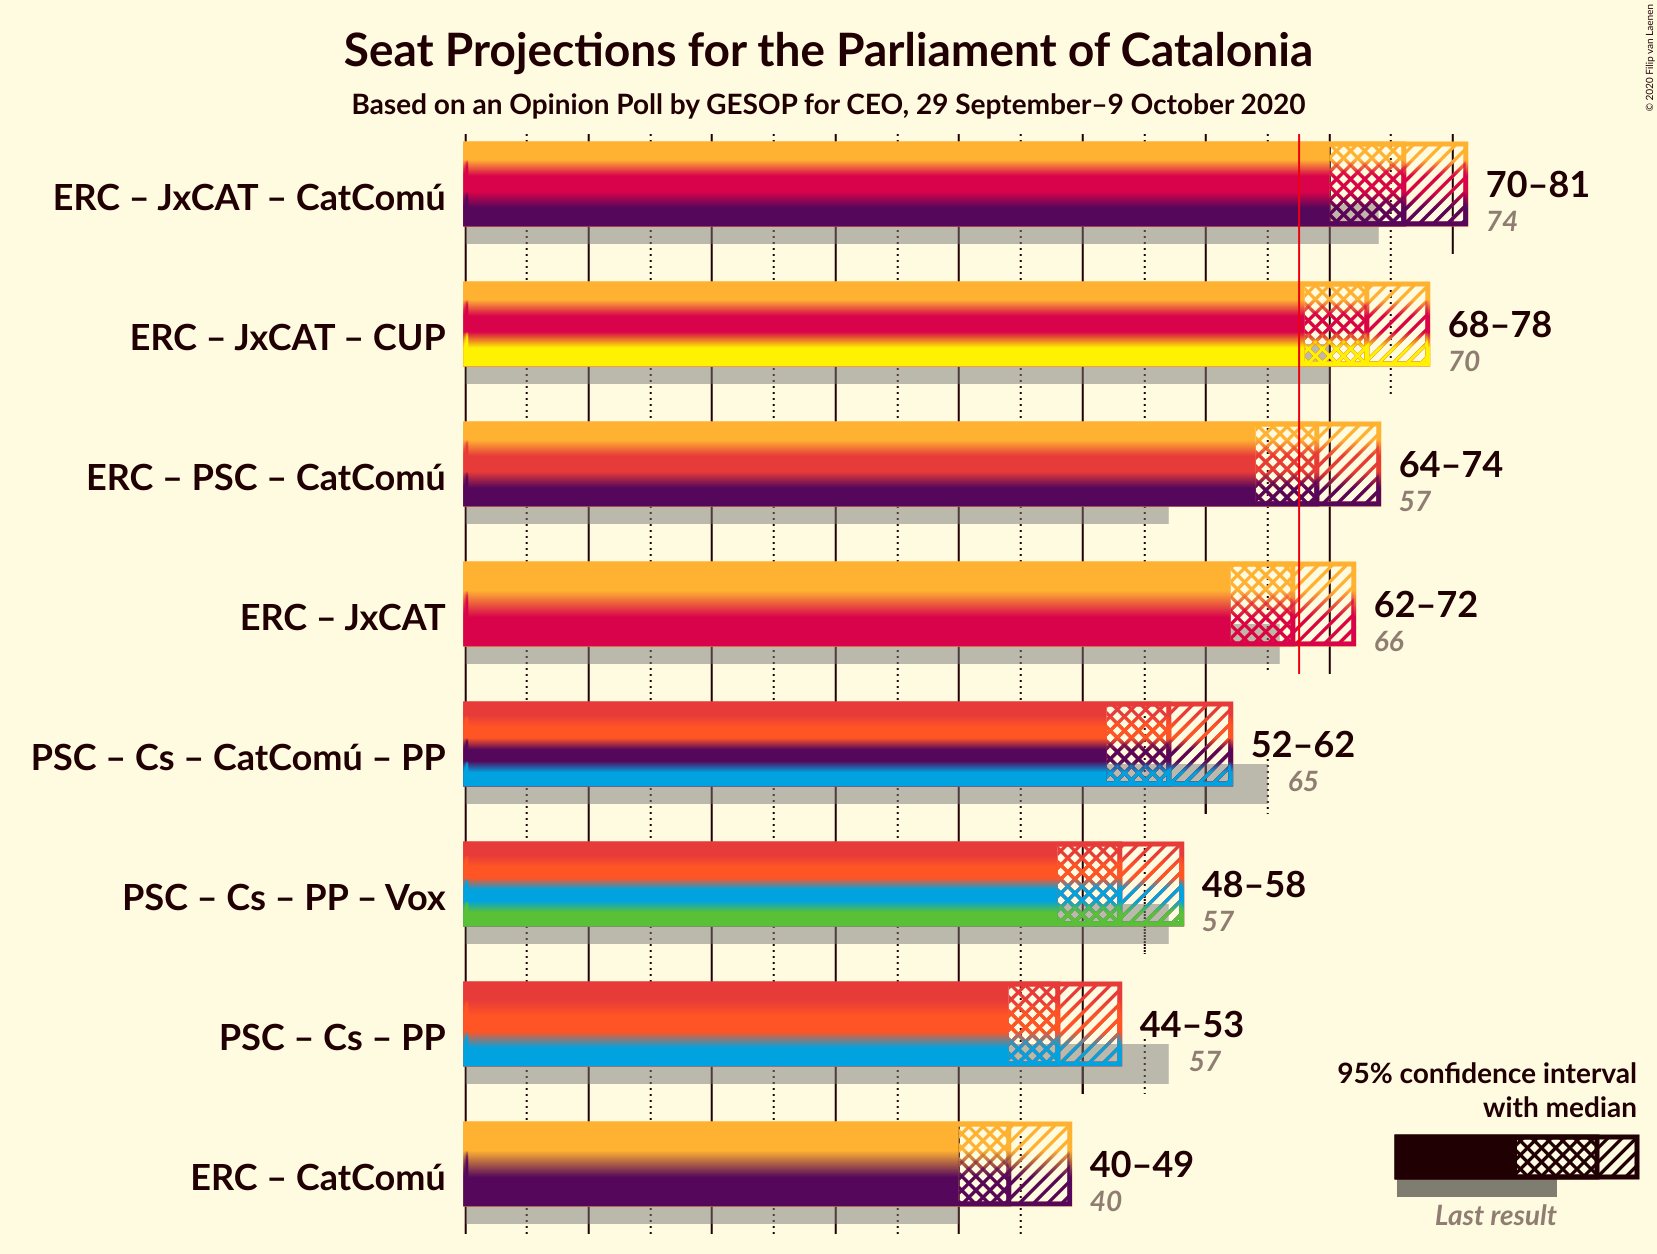 Seat Projections for the Parliament of Catalonia
Based on an Opinion Poll by GESOP for CEO, 29 September–9 October 2020
© 2020 Filip van Laenen
ERC – JxCAT – CatComú
70–81
74
ERC – JxCAT – CUP
68–78
70
ERC – PSC – CatComú
64–74
57
ERC – JxCAT
62–72
66
PSC – Cs – CatComú – PP
52–62
65
PSC – Cs – PP – Vox
48–58
57
PSC – Cs – PP
44–53
57
ERC – CatComú
40–49
40
95% confidence interval
with median
Last result